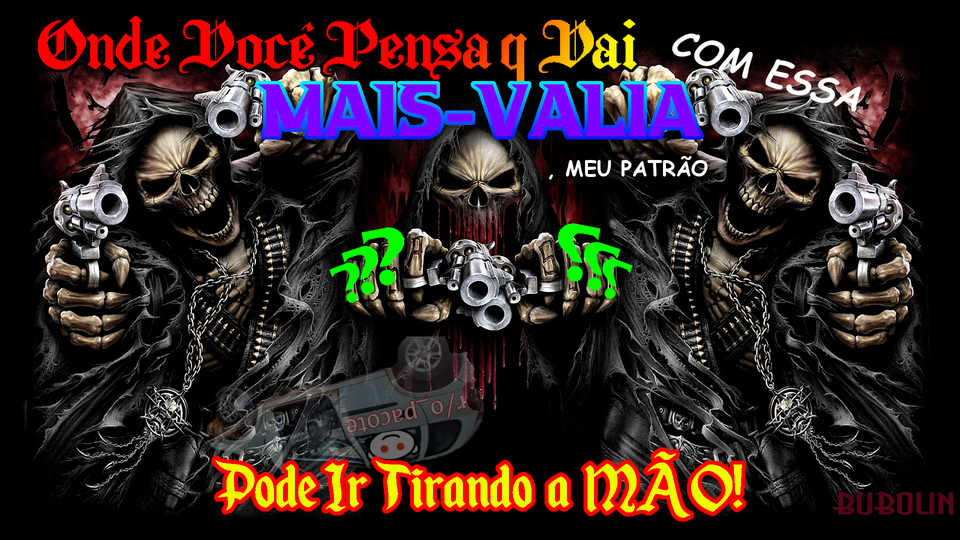 Onde Você Pensa q Vai
COM ESSA
MAIS-VALIA
, MEU PATRÃO
???
???
r/o_pacote
Pode Ir Tirando a MÃO!
BUBOLIN